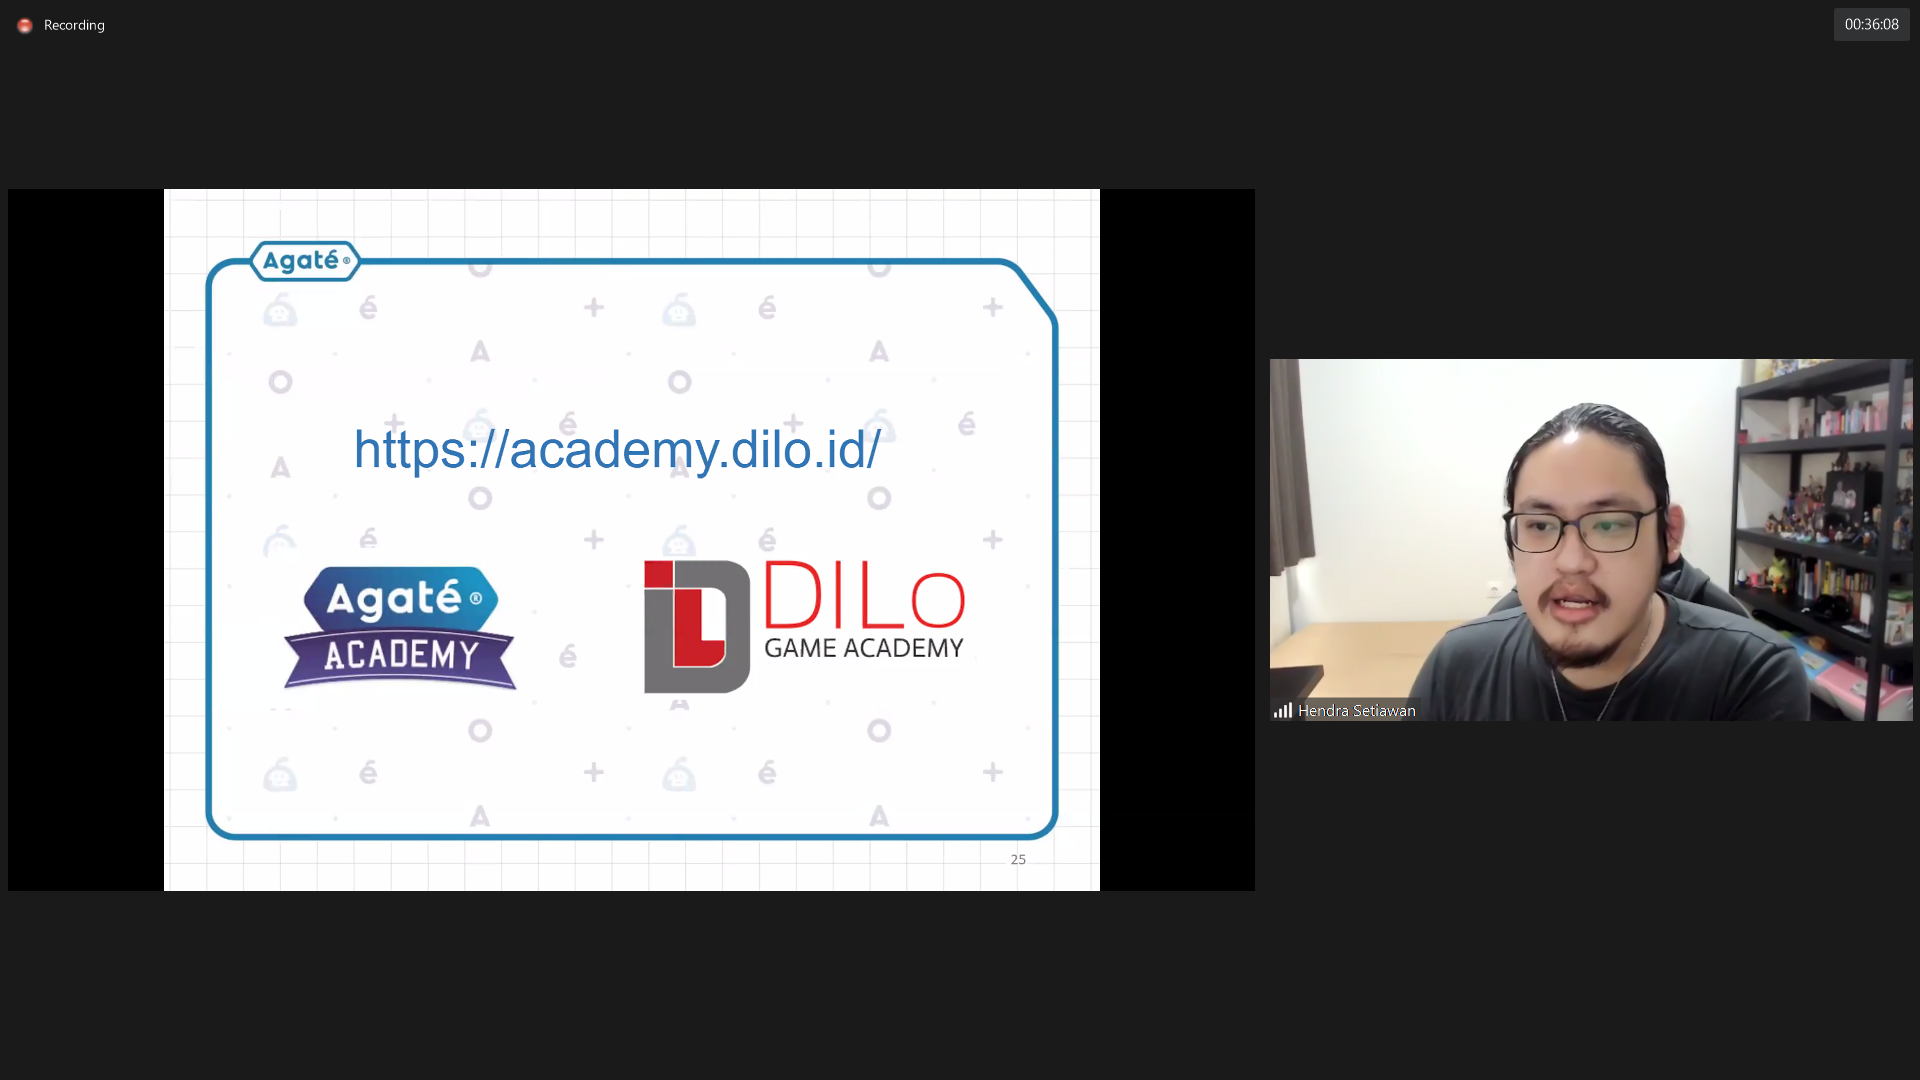 Recording
00:36:08
Agaté®
https://academy.dilo.id/
Agaté®
ACADEMY
DILo
GAME ACADEMY
25
Hendra Setiawan